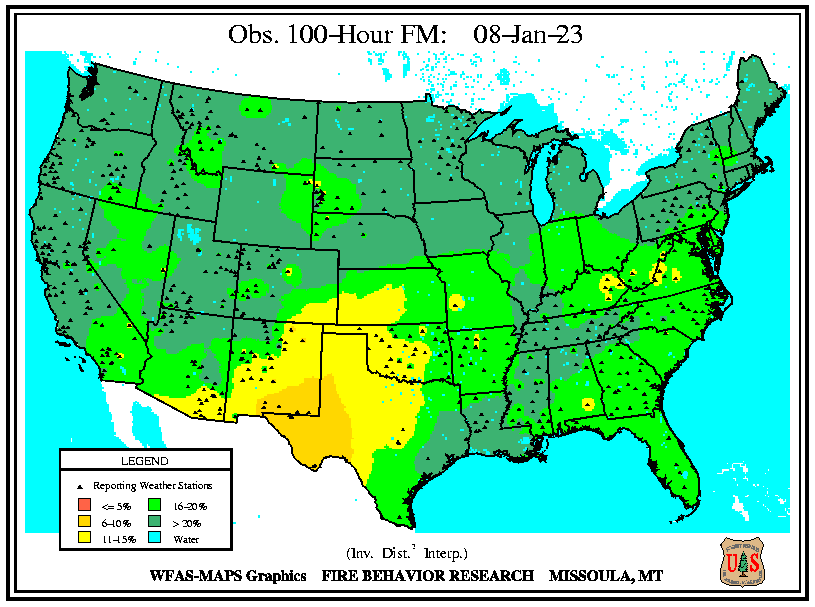 Obs. 100-Hour FM: 08-Jan-23
LEGEND
Reporting Weather Stations
<= 5% 16-20%
6-10% > 20%
11-15% Water
(Inv. Dist.² Interp.)
WFAS-MAPS Graphics FIRE BEHAVIOR RESEARCH MISSOULA, MT
U S